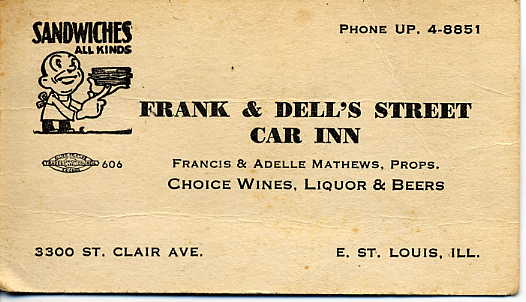 SANDWICHES
ALL KINDS
PHONE UP. 4-8851
FRANK & DELL'S STREET
CAR INN
606
FRANCIS & ADELLE MATHEWS, PROPS.
CHOICE WINES, LIQUOR & BEERS
3300 ST. CLAIR AVE.
E. ST. LOUIS, ILL.